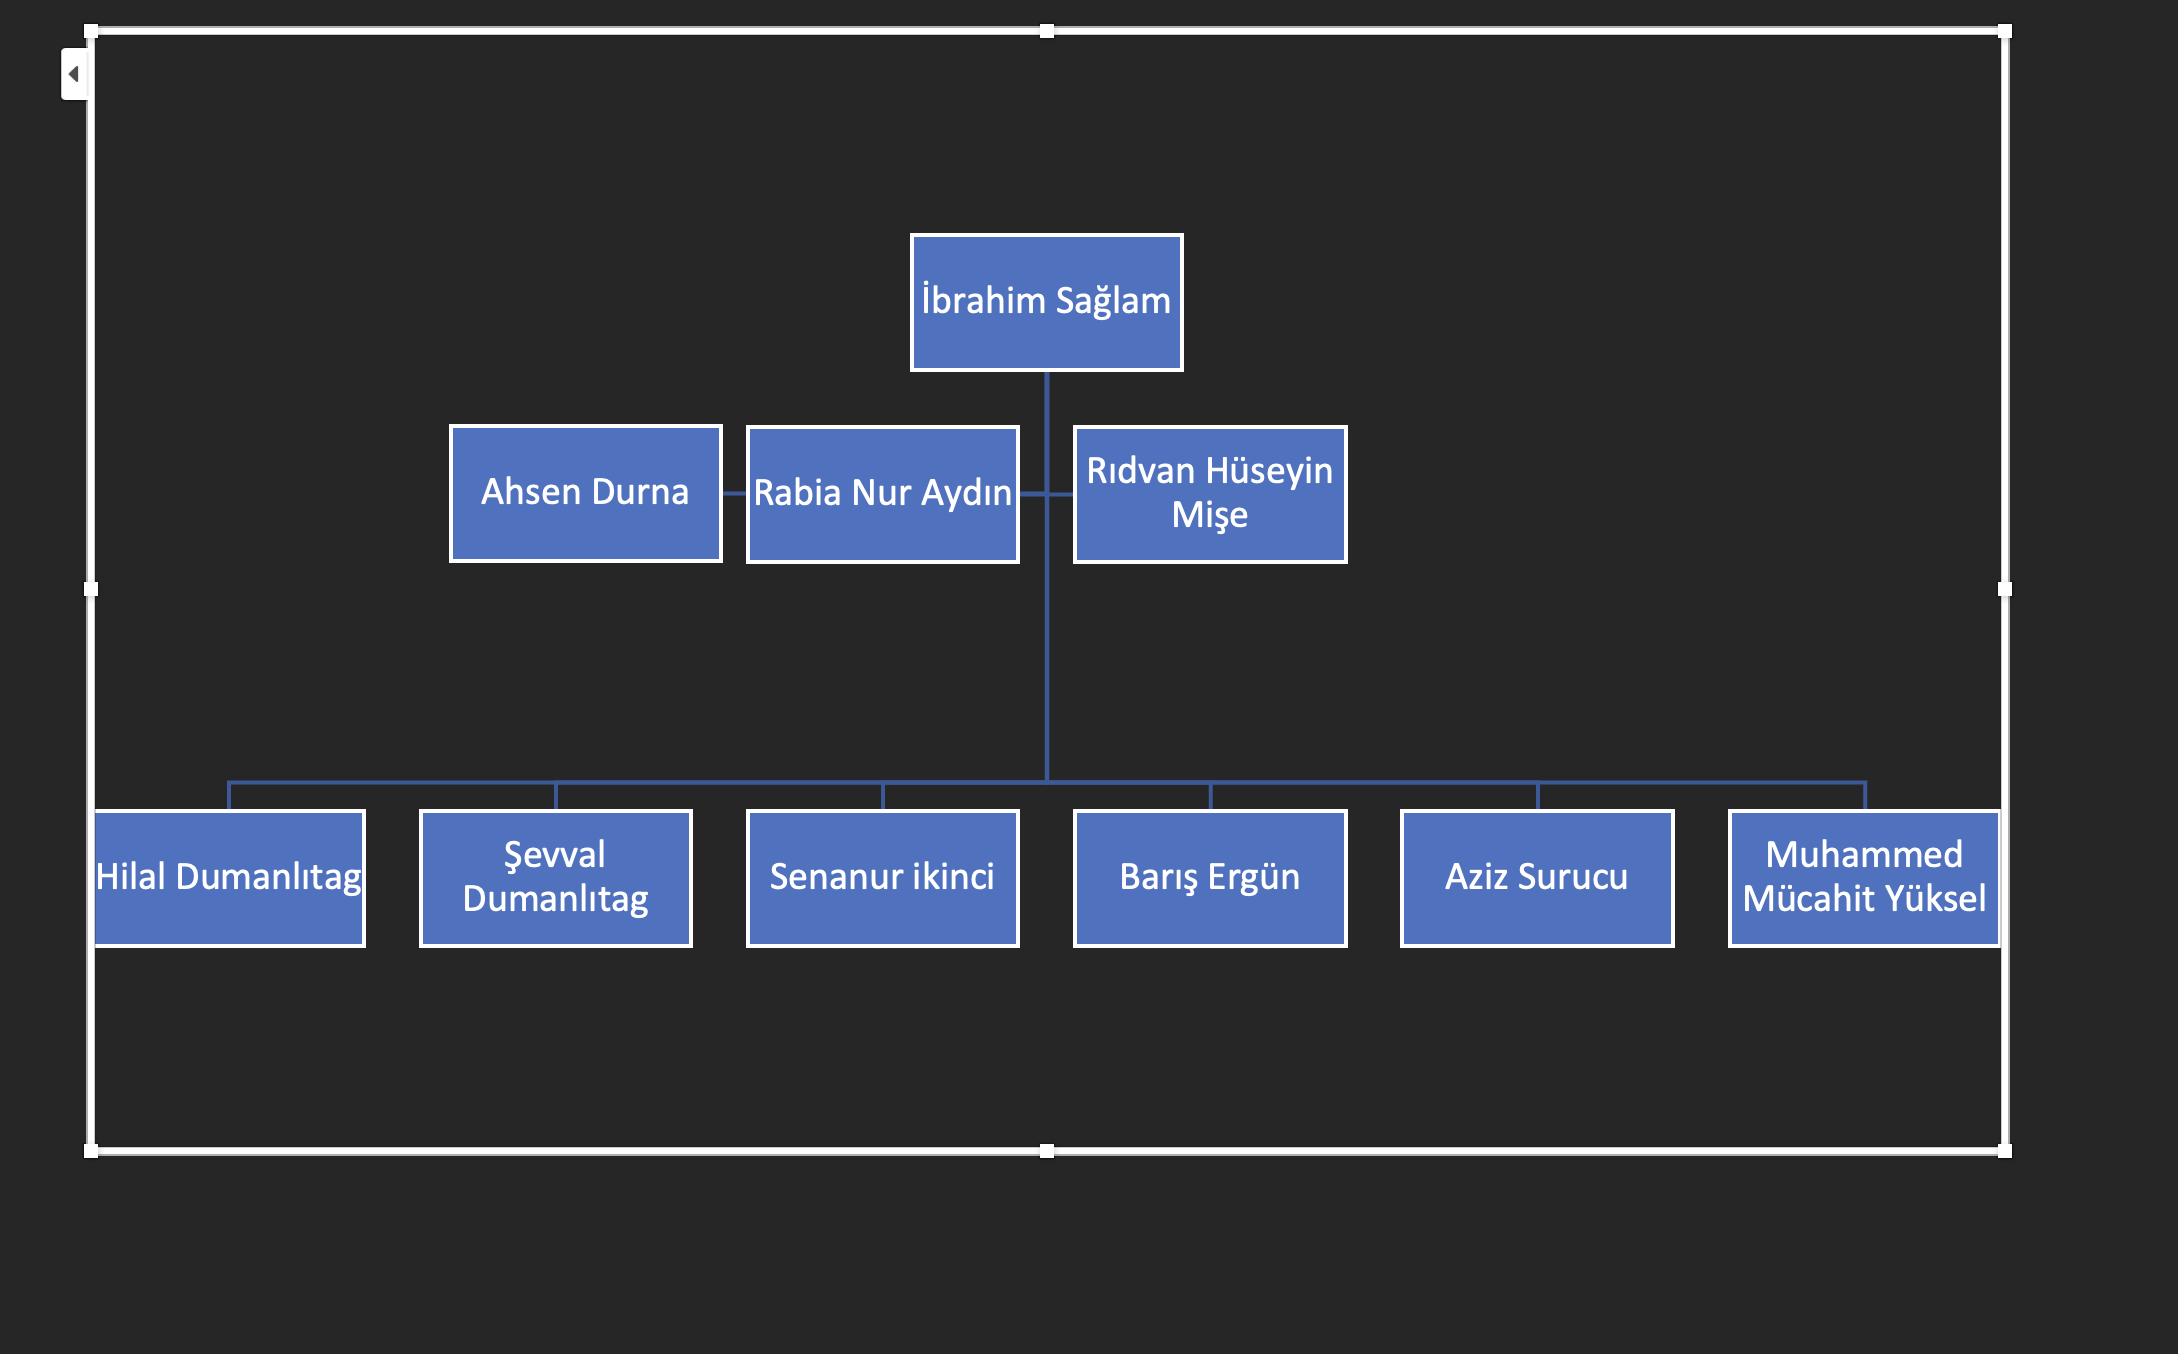 İbrahim Sağlam
Ahsen Durna
Rabia Nur Aydın
Rıdvan Hüseyin
Mişe
Hilal Dumanlıtag
Şevval
Dumanlıtag
Senanur ikinci
Barış Ergün
Aziz Surucu
Muhammed
Mücahit Yüksel